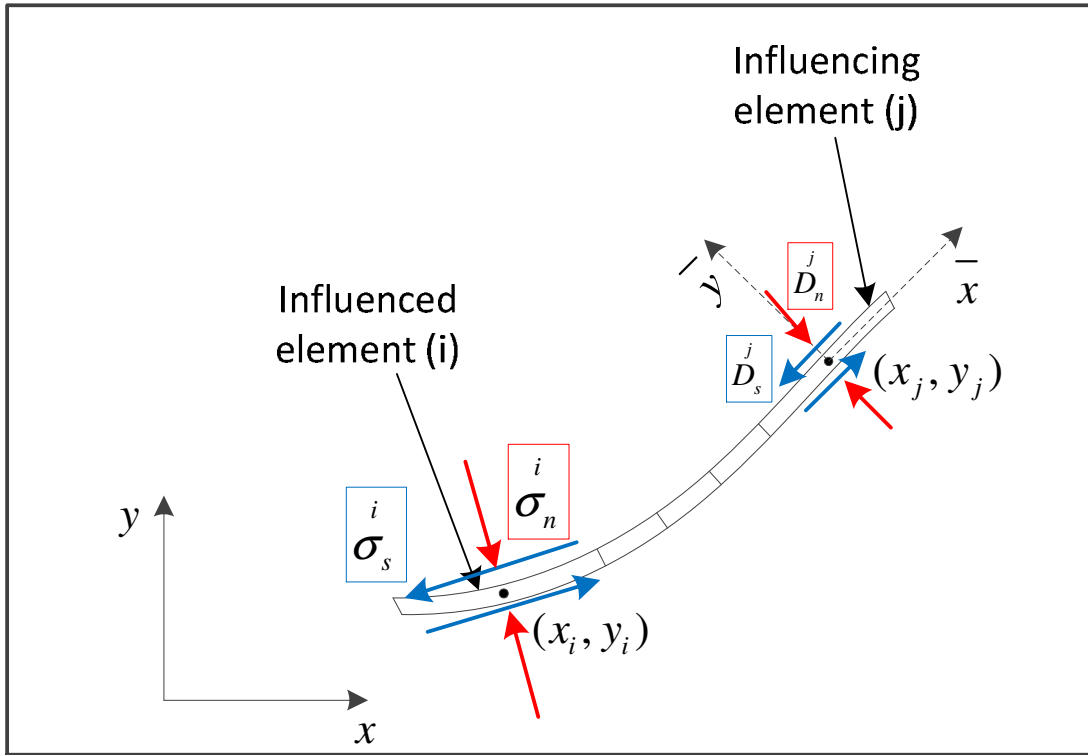 Influencing
element (j)
D_n^j
y̅
x̅
Influenced
element (i)
D_s^j
(x_j, y_j)
σ_n^i
σ_s^i
y
(x_i, y_i)
x